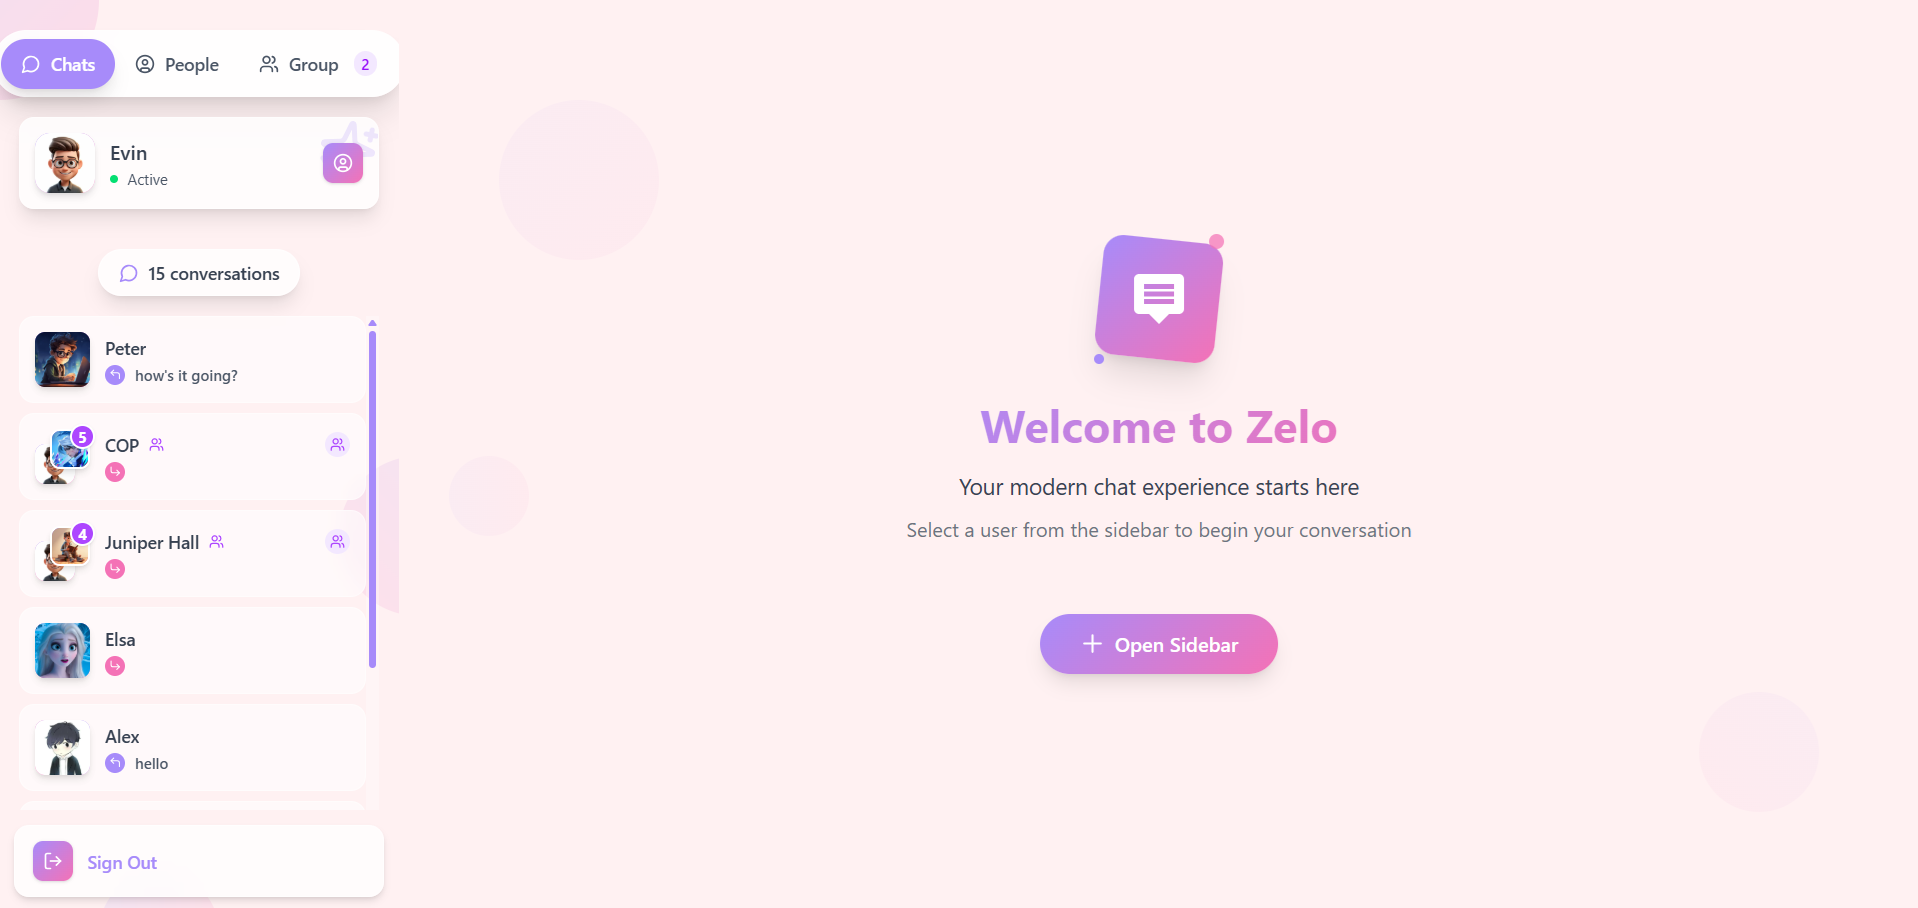 Chats People Group 2
Evin
Active
15 conversations
Peter
how's it going?
5
COP
4
Juniper Hall
Elsa
Alex
hello
Sign Out
Welcome to Zelo
Your modern chat experience starts here
Select a user from the sidebar to begin your conversation
Open Sidebar